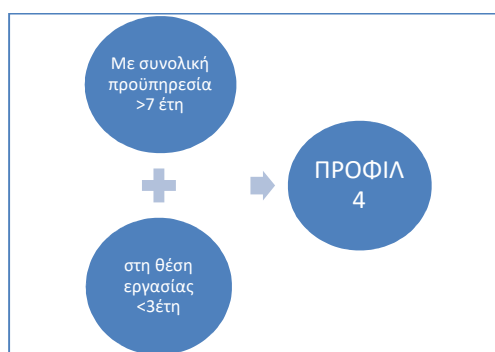 Με συνολική
προϋπηρεσία
>7 έτη
στη θέση
εργασίας
<3έτη
ΠΡΟΦΙΛ
4